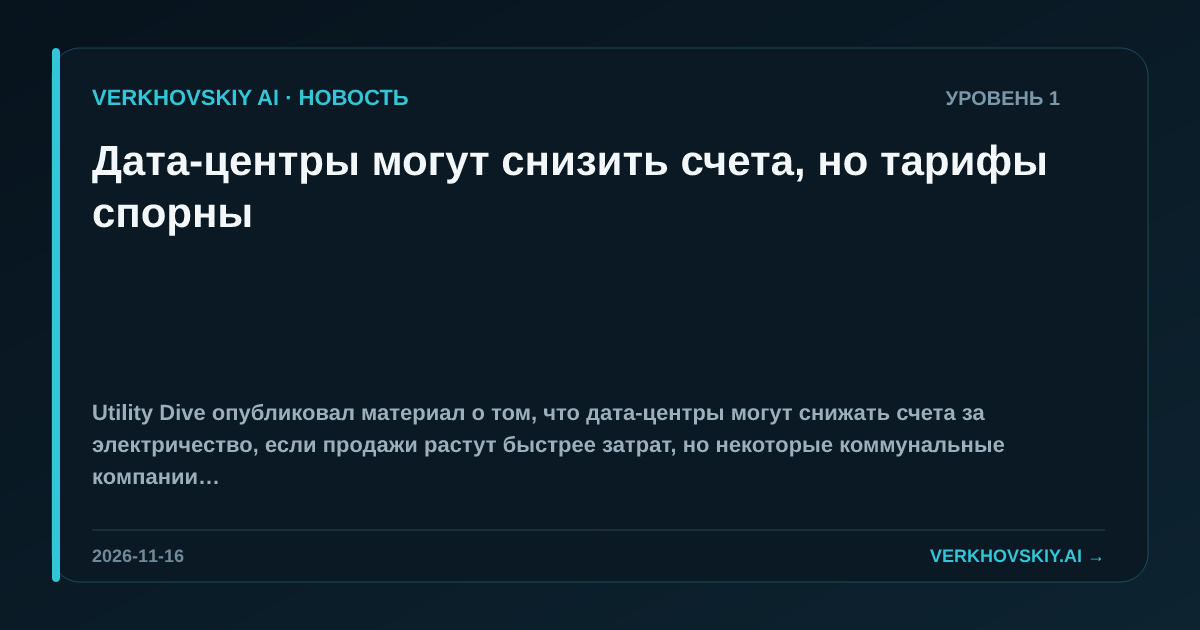 VERKHOVSKIY AI · НОВОСТЬ
УРОВЕНЬ 1
Дата-центры могут снизить счета, но тарифы
спорны
Utility Dive опубликовал материал о том, что дата-центры могут снижать счета за
электричество, если продажи растут быстрее затрат, но некоторые коммунальные
компании…
2026-11-16
VERKHOVSKIY.AI →